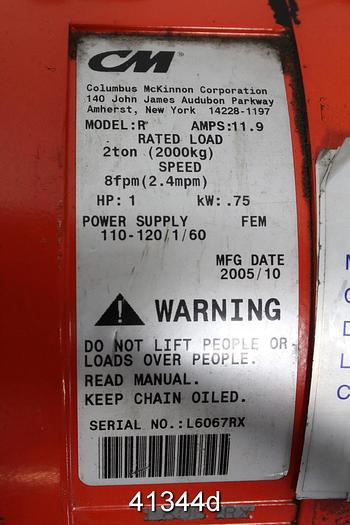 CM®
Columbus McKinnon Corporation
140 John James Audubon Parkway
Amherst, New York 14228-1197
MODEL:R AMPS:11.9
RATED LOAD
2ton (2000kg)
SPEED
8fpm(2.4mpm)
HP: 1 kW: .75
POWER SUPPLY FEM
110-120/1/60
MFG DATE
2005/10
WARNING
DO NOT LIFT PEOPLE OR
LOADS OVER PEOPLE.
READ MANUAL.
KEEP CHAIN OILED.
SERIAL NO.:L6067RX
41344d